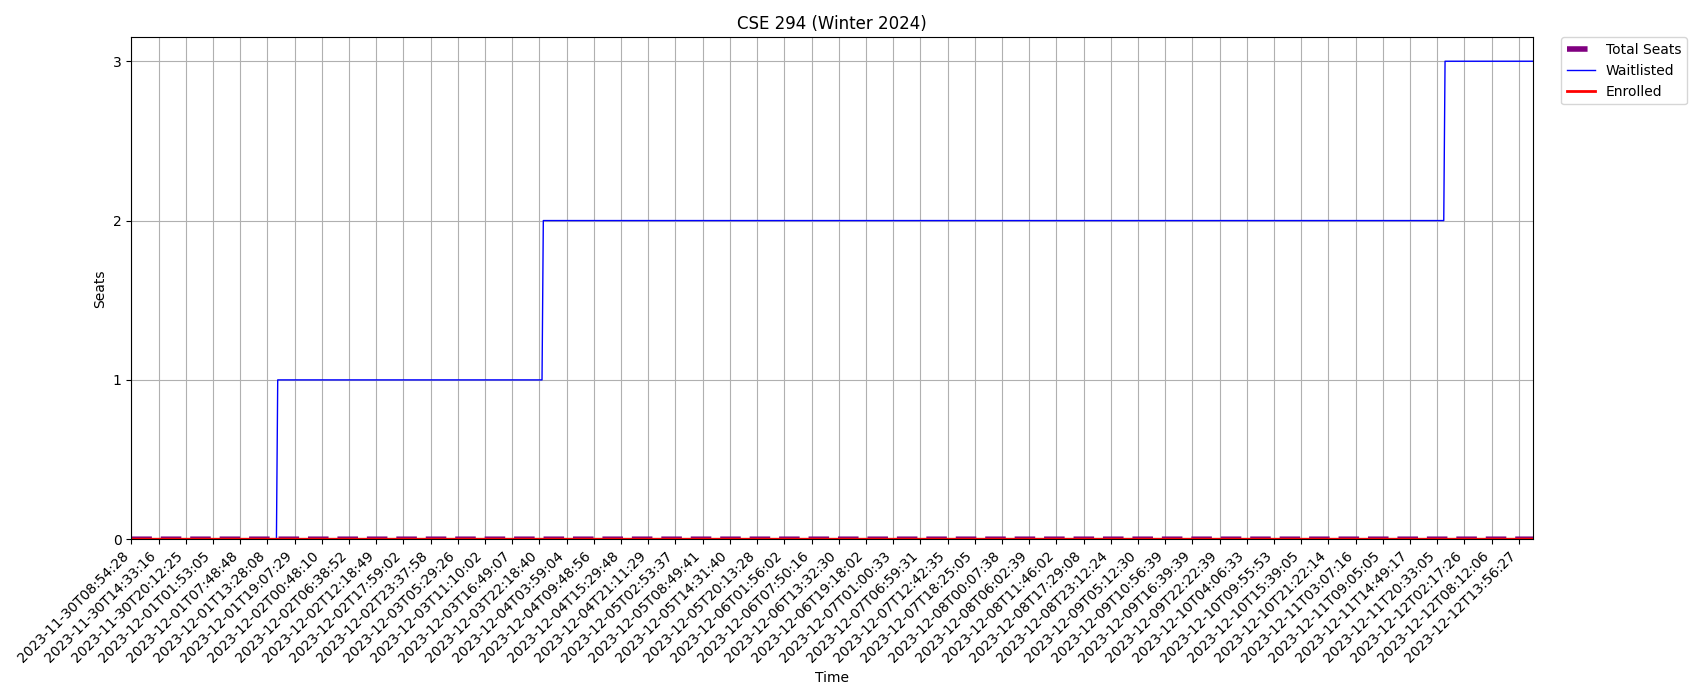 CSE 294 (Winter 2024)
Total Seats
Waitlisted
Enrolled
Seats
3
2
1
0
2023-11-30T08:54:28
2023-11-30T14:33:16
2023-11-30T20:12:25
2023-12-01T01:53:05
2023-12-01T07:48:48
2023-12-01T13:28:08
2023-12-01T19:07:29
2023-12-02T00:48:10
2023-12-02T06:38:52
2023-12-02T12:18:49
2023-12-02T17:59:02
2023-12-02T23:37:58
2023-12-03T05:29:26
2023-12-03T11:10:02
2023-12-03T16:49:07
2023-12-03T22:18:40
2023-12-04T03:59:04
2023-12-04T09:48:56
2023-12-04T15:29:48
2023-12-04T21:11:29
2023-12-05T02:53:37
2023-12-05T08:49:41
2023-12-05T14:31:40
2023-12-05T20:13:28
2023-12-06T01:56:02
2023-12-06T07:50:16
2023-12-06T13:32:30
2023-12-06T19:18:02
2023-12-07T01:00:33
2023-12-07T06:59:31
2023-12-07T12:42:35
2023-12-07T18:25:05
2023-12-08T00:07:38
2023-12-08T06:02:39
2023-12-08T11:46:02
2023-12-08T17:29:08
2023-12-08T23:12:24
2023-12-09T05:12:30
2023-12-09T10:56:39
2023-12-09T16:39:39
2023-12-09T22:22:39
2023-12-10T04:06:33
2023-12-10T09:55:53
2023-12-10T15:39:05
2023-12-10T21:22:14
2023-12-11T03:07:16
2023-12-11T09:05:05
2023-12-11T14:49:17
2023-12-11T20:33:05
2023-12-12T02:17:26
2023-12-12T08:12:06
2023-12-12T13:56:27
Time